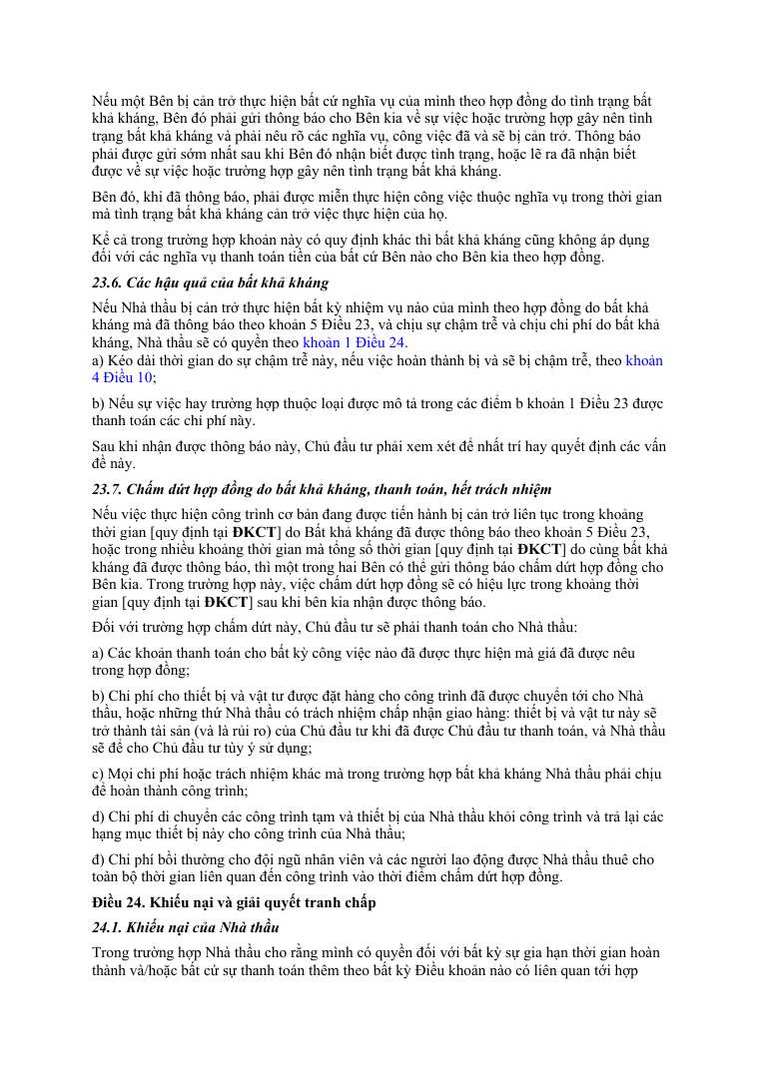 Nếu một Bên bị cản trở thực hiện bất cứ nghĩa vụ của mình theo hợp đồng do tình trạng bất
khả kháng, Bên đó phải gửi thông báo cho Bên kia về sự việc hoặc trường hợp gây nên tình
trạng bất khả kháng và phải nêu rõ các nghĩa vụ, công việc đã và sẽ bị cản trở. Thông báo
phải được gửi sớm nhất sau khi Bên đó nhận biết được tình trạng, hoặc lẽ ra đã nhận biết
được về sự việc hoặc trường hợp gây nên tình trạng bất khả kháng.
Bên đó, khi đã thông báo, phải được miễn thực hiện công việc thuộc nghĩa vụ trong thời gian
mà tình trạng bất khả kháng cản trở việc thực hiện của họ.
Kể cả trong trường hợp khoản này có quy định khác thì bất khả kháng cũng không áp dụng
đối với các nghĩa vụ thanh toán tiền của bất cứ Bên nào cho Bên kia theo hợp đồng.
23.6. Các hậu quả của bất khả kháng
Nếu Nhà thầu bị cản trở thực hiện bất kỳ nhiệm vụ nào của mình theo hợp đồng do bất khả
kháng mà đã thông báo theo khoản 5 Điều 23, và chịu sự chậm trễ và chịu chi phí do bất khả
kháng, Nhà thầu sẽ có quyền theo khoản 1 Điều 24.
a) Kéo dài thời gian do sự chậm trễ này, nếu việc hoàn thành bị và sẽ bị chậm trễ, theo khoản
4 Điều 10;
b) Nếu sự việc hay trường hợp thuộc loại được mô tả trong các điểm b khoản 1 Điều 23 được
thanh toán các chi phí này.
Sau khi nhận được thông báo này, Chủ đầu tư phải xem xét để nhất trí hay quyết định các vấn
đề này.
23.7. Chấm dứt hợp đồng do bất khả kháng, thanh toán, hết trách nhiệm
Nếu việc thực hiện công trình cơ bản đang được tiến hành bị cản trở liên tục trong khoảng
thời gian [quy định tại ĐKCT] do Bất khả kháng đã được thông báo theo khoản 5 Điều 23,
hoặc trong nhiều khoảng thời gian mà tổng số thời gian [quy định tại ĐKCT] do cùng bất khả
kháng đã được thông báo, thì một trong hai Bên có thể gửi thông báo chấm dứt hợp đồng cho
Bên kia. Trong trường hợp này, việc chấm dứt hợp đồng sẽ có hiệu lực trong khoảng thời
gian [quy định tại ĐKCT] sau khi bên kia nhận được thông báo.
Đối với trường hợp chấm dứt này, Chủ đầu tư sẽ phải thanh toán cho Nhà thầu:
a) Các khoản thanh toán cho bất kỳ công việc nào đã được thực hiện mà giá đã được nêu
trong hợp đồng;
b) Chi phí cho thiết bị và vật tư được đặt hàng cho công trình đã được chuyển tới cho Nhà
thầu, hoặc những thứ Nhà thầu có trách nhiệm chấp nhận giao hàng: thiết bị và vật tư này sẽ
trở thành tài sản (và là rủi ro) của Chủ đầu tư khi đã được Chủ đầu tư thanh toán, và Nhà thầu
sẽ để cho Chủ đầu tư tùy ý sử dụng;
c) Mọi chi phí hoặc trách nhiệm khác mà trong trường hợp bất khả kháng Nhà thầu phải chịu
để hoàn thành công trình;
d) Chi phí di chuyển các công trình tạm và thiết bị của Nhà thầu khỏi công trình và trả lại các
hạng mục thiết bị này cho công trình của Nhà thầu;
đ) Chi phí bồi thường cho đội ngũ nhân viên và các người lao động được Nhà thầu thuê cho
toàn bộ thời gian liên quan đến công trình vào thời điểm chấm dứt hợp đồng.
Điều 24. Khiếu nại và giải quyết tranh chấp
24.1. Khiếu nại của Nhà thầu
Trong trường hợp Nhà thầu cho rằng mình có quyền đối với bất kỳ sự gia hạn thời gian hoàn
thành và/hoặc bất cứ sự thanh toán thêm theo bất kỳ Điều khoản nào có liên quan tới hợp